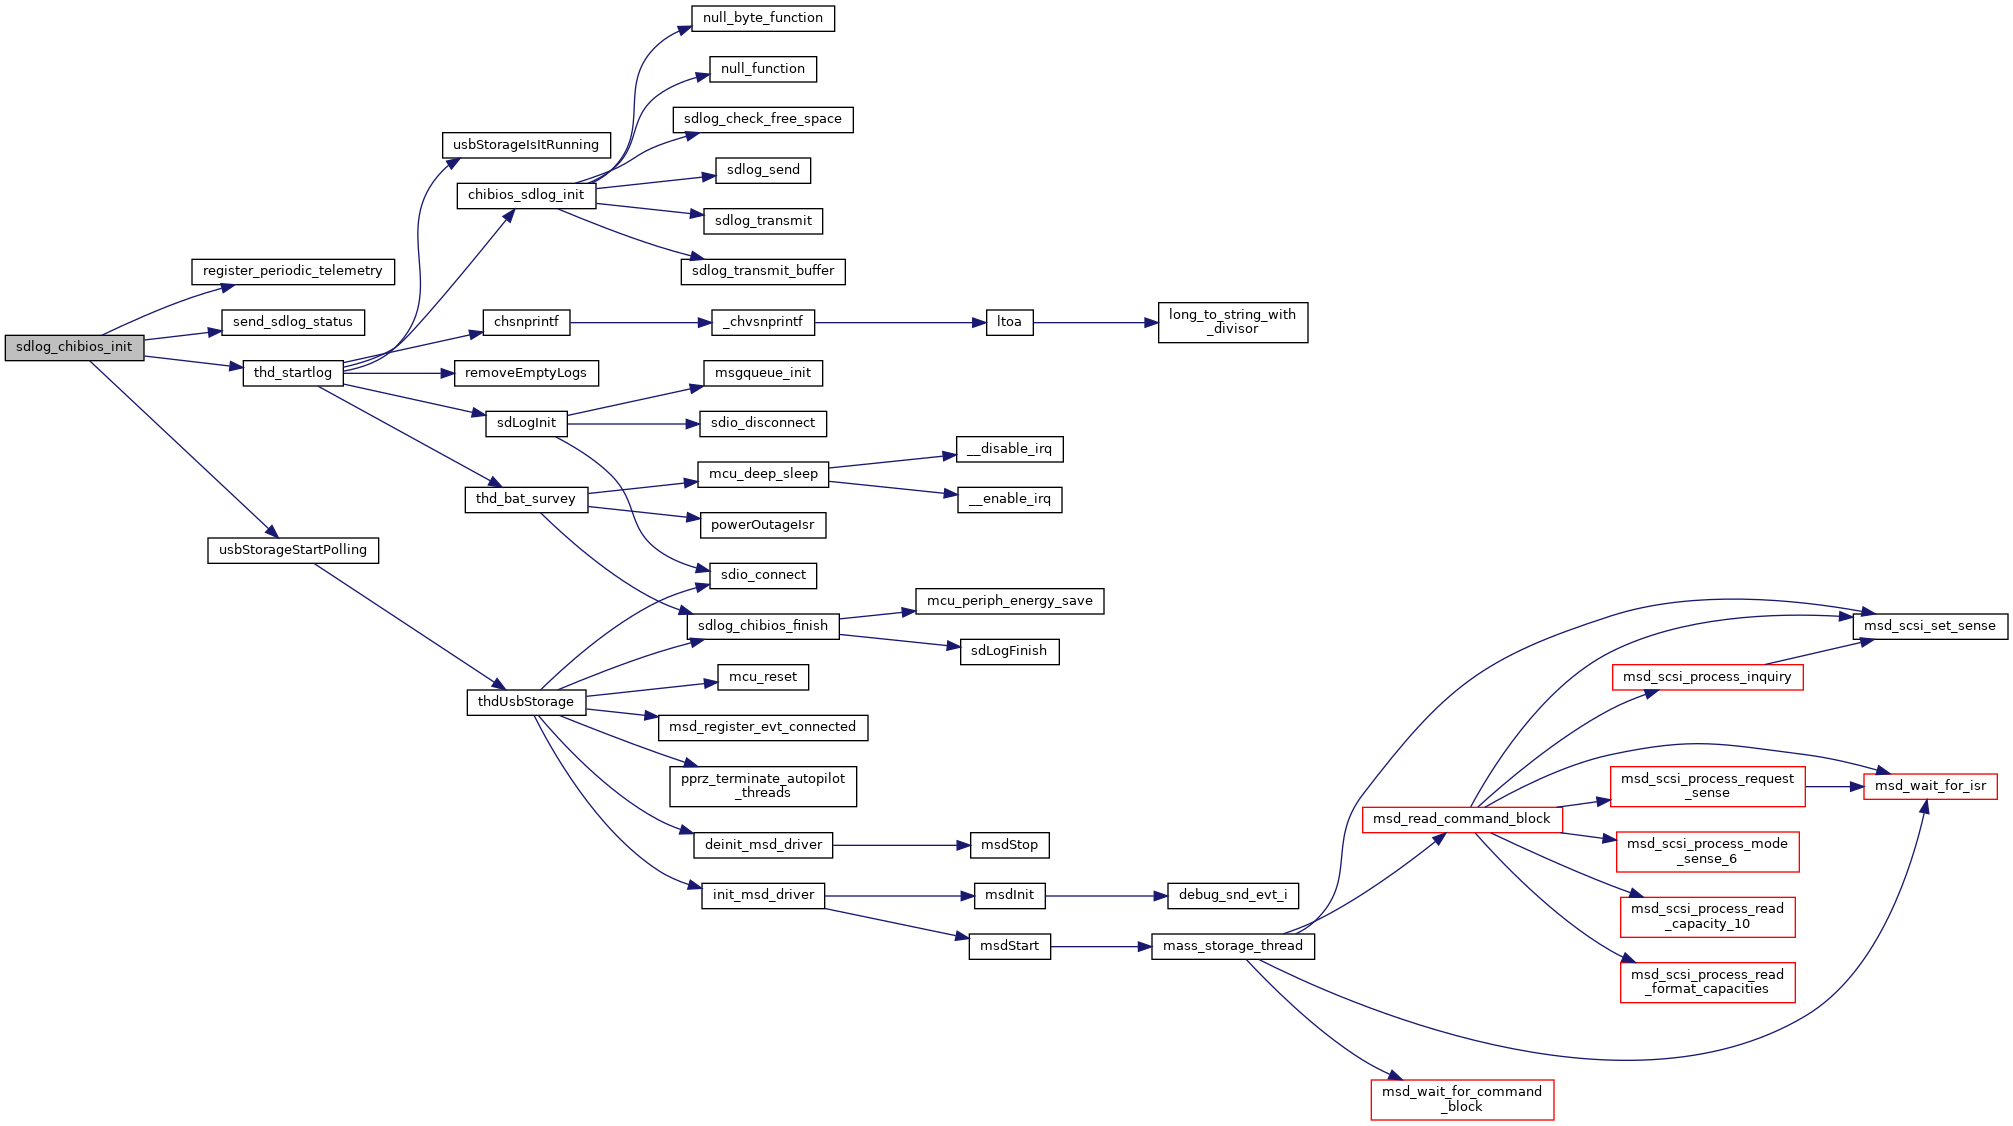 null_byte_function
null_function
sdlog_check_free_space
usbStorageIsItRunning
sdlog_send
chibios_sdlog_init
sdlog_transmit
sdlog_transmit_buffer
register_periodic_telemetry
send_sdlog_status
chsnprintf
_chvsnprintf
ltoa
long_to_string_with
_divisor
sdlog_chibios_init
thd_startlog
removeEmptyLogs
msgqueue_init
sdLogInit
sdio_disconnect
__disable_irq
mcu_deep_sleep
thd_bat_survey
__enable_irq
powerOutageIsr
usbStorageStartPolling
sdio_connect
mcu_periph_energy_save
sdlog_chibios_finish
msd_scsi_set_sense
sdLogFinish
mcu_reset
msd_scsi_process_inquiry
thdUsbStorage
msd_register_evt_connected
pprz_terminate_autopilot
_threads
msd_scsi_process_request
_sense
msd_wait_for_isr
msd_read_command_block
deinit_msd_driver
msdStop
msd_scsi_process_mode
_sense_6
init_msd_driver
msdInit
debug_snd_evt_i
msd_scsi_process_read
_capacity_10
msdStart
mass_storage_thread
msd_scsi_process_read
_format_capacities
msd_wait_for_command
_block